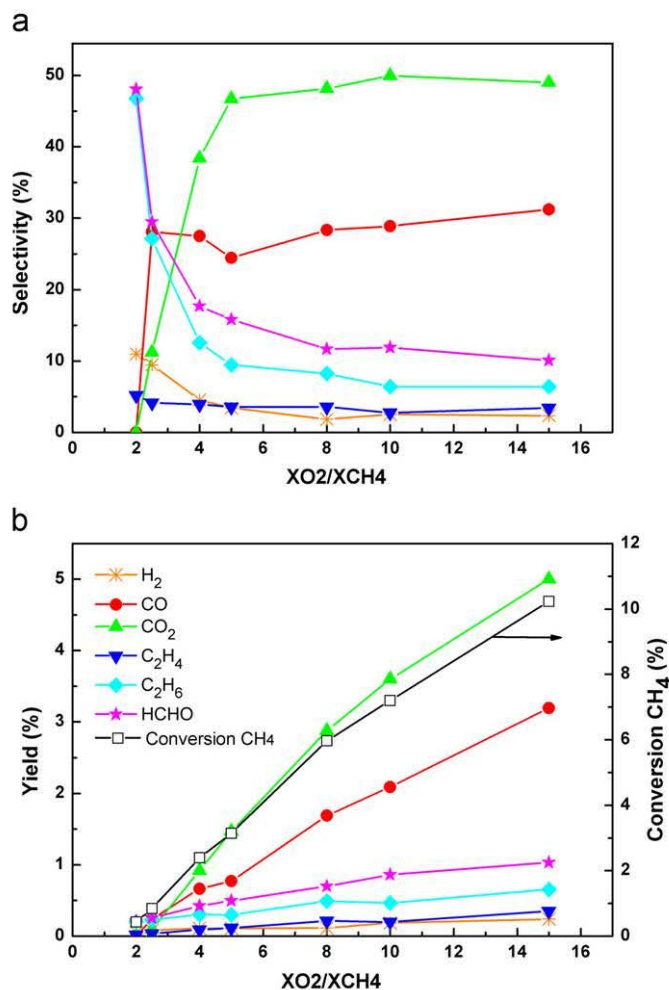 a
50
40
30
20
10
0
Selectivity (%)
0 2 4 6 8 10 12 14 16
XO2/XCH4
b
H2
CO
CO2
C2H4
C2H6
HCHO
Conversion CH4
5
4
3
2
1
0
Yield (%)
12
10
8
6
4
2
0
Conversion CH4 (%)
0 2 4 6 8 10 12 14 16
XO2/XCH4